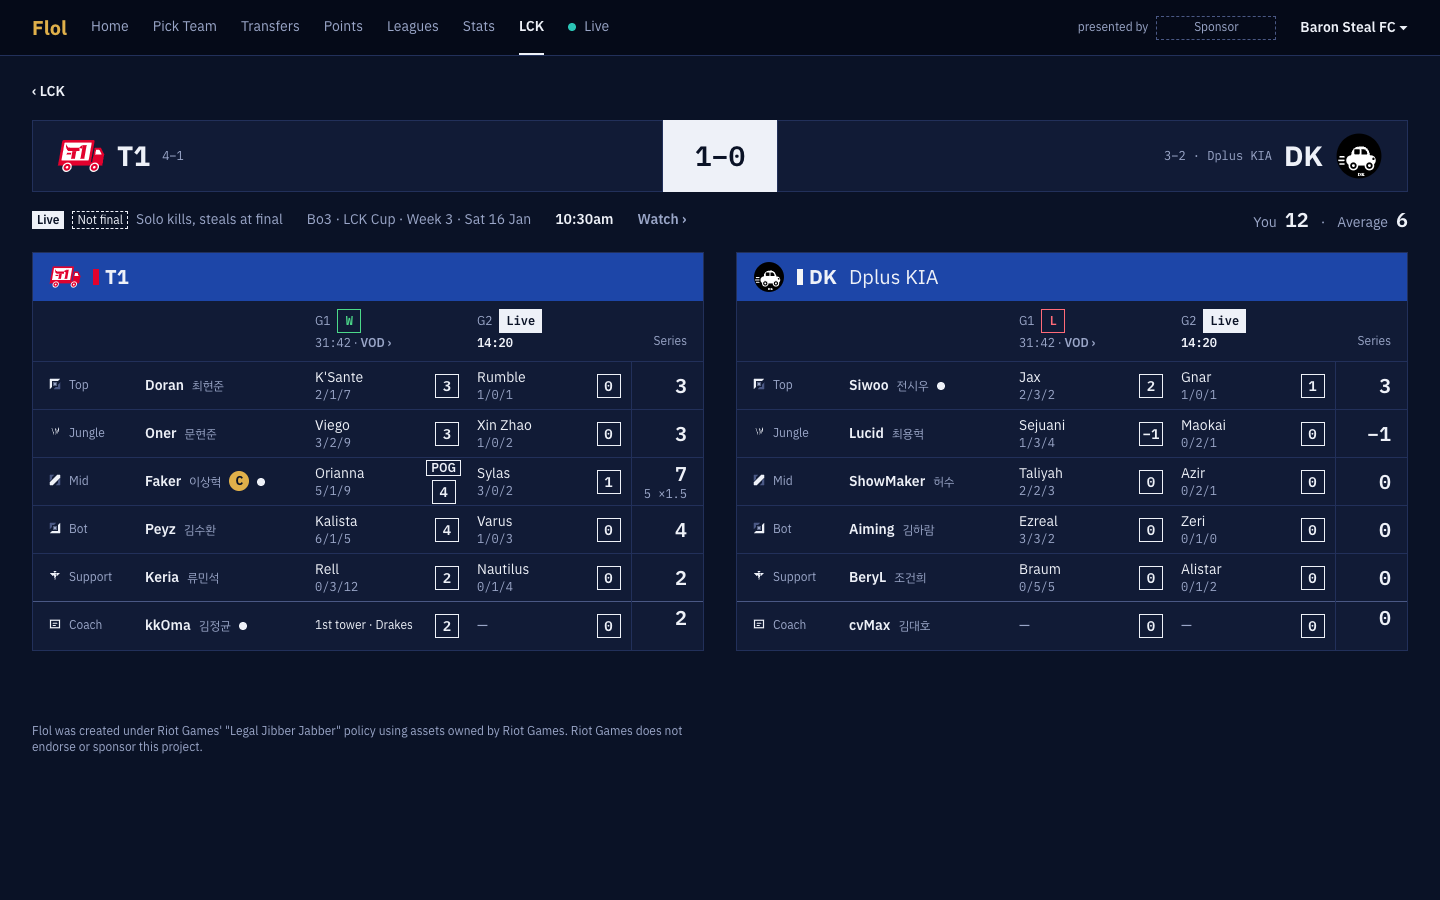 Flol Home Pick Team Transfers Points Leagues Stats LCK Live presented by Sponsor Baron Steal FC
‹ LCK
T1 T1 4–1 1–0 3–2 · Dplus KIA DK DK
Live Not final Solo kills, steals at final Bo3 · LCK Cup · Week 3 · Sat 16 Jan 10:30am Watch › You 12 · Average 6
T1 T1
G1 W G2 Live
31:42 · VOD › 14:20 Series
Top Doran 최현준 K'Sante 3 Rumble 0 3
2/1/7 1/0/1
Jungle Oner 문현준 Viego 3 Xin Zhao 0 3
3/2/9 1/0/2
Mid Faker 이상혁 C Orianna POG 4 Sylas 1 7
5/1/9 3/0/2 5 ×1.5
Bot Peyz 김수환 Kalista 4 Varus 0 4
6/1/5 1/0/3
Support Keria 류민석 Rell 2 Nautilus 0 2
0/3/12 0/1/4
Coach kkOma 김정균 1st tower · Drakes 2 — 0 2
DK Dplus KIA
G1 L G2 Live
31:42 · VOD › 14:20 Series
Top Siwoo 전시우 Jax 2 Gnar 1 3
2/3/2 1/0/1
Jungle Lucid 최용혁 Sejuani −1 Maokai 0 −1
1/3/4 0/2/1
Mid ShowMaker 허수 Taliyah 0 Azir 0 0
2/2/3 0/2/1
Bot Aiming 김하람 Ezreal 0 Zeri 0 0
3/3/2 0/1/0
Support BeryL 조건희 Braum 0 Alistar 0 0
0/5/5 0/1/2
Coach cvMax 김대호 — 0 — 0 0
Flol was created under Riot Games' "Legal Jibber Jabber" policy using assets owned by Riot Games. Riot Games does not
endorse or sponsor this project.